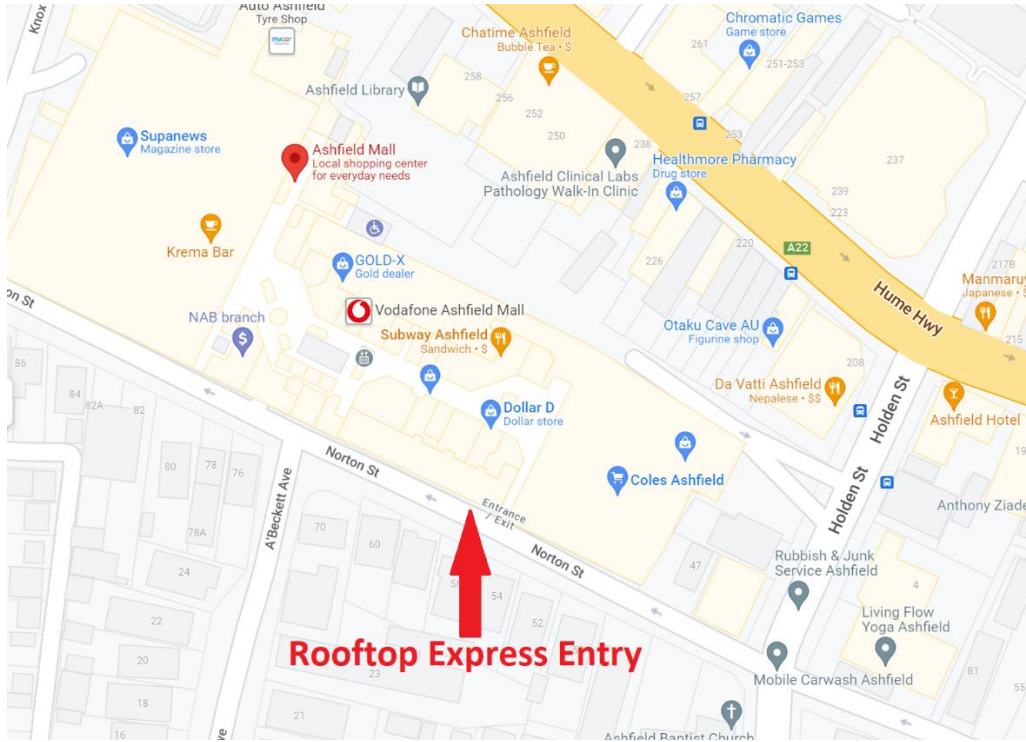 Auto Ashfield
Tyre Shop
mycar
Knox
Chromatic Games
Game store
Chatime Ashfield
Bubble Tea • $
261
251-253
258
Ashfield Library
256
257
252
250
253
238
Supanews
Magazine store
Ashfield Mall
Local shopping center
for everyday needs
Ashfield Clinical Labs
Pathology Walk-In Clinic
Healthmore Pharmacy
Drug store
237
239
223
220
A22
226
217B
Krema Bar
GOLD-X
Gold dealer
Manmaruy
Japanese • $
Hume Hwy
ton St
Vodafone Ashfield Mall
NAB branch
$
Subway Ashfield
Sandwich • $
Otaku Cave AU
Figurine shop
215
208
86
84
82A
82
Da Vatti Ashfield
Nepalese • $$
Holden St
Ashfield Hotel
Dollar D
Dollar store
Norton St
80
78
76
A'Beckett Ave
Coles Ashfield
Entrance
/ Exit
Holden St
Anthony Ziade
78A
70
60
Norton St
47
24
54
52
Rubbish & Junk
Service Ashfield
4
22
Living Flow
Yoga Ashfield
Rooftop Express Entry
20
23
Mobile Carwash Ashfield
81
55
18
21
16
Ashfield Baptist Church